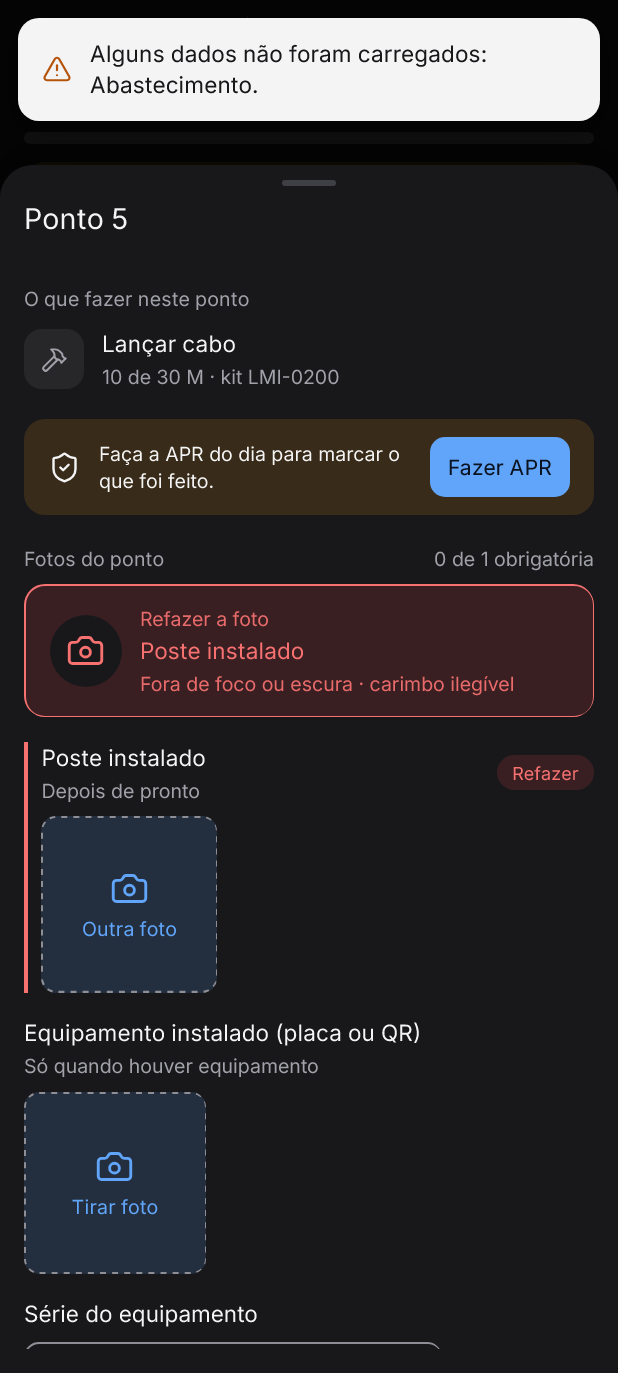 Alguns dados não foram carregados:
Abastecimento.
Ponto 5
O que fazer neste ponto
Lançar cabo
10 de 30 M · kit LMI-0200
Faça a APR do dia para marcar o
que foi feito.
Fazer APR
Fotos do ponto
0 de 1 obrigatória
Refazer a foto
Poste instalado
Fora de foco ou escura · carimbo ilegível
Poste instalado
Depois de pronto
Refazer
Outra foto
Equipamento instalado (placa ou QR)
Só quando houver equipamento
Tirar foto
Série do equipamento